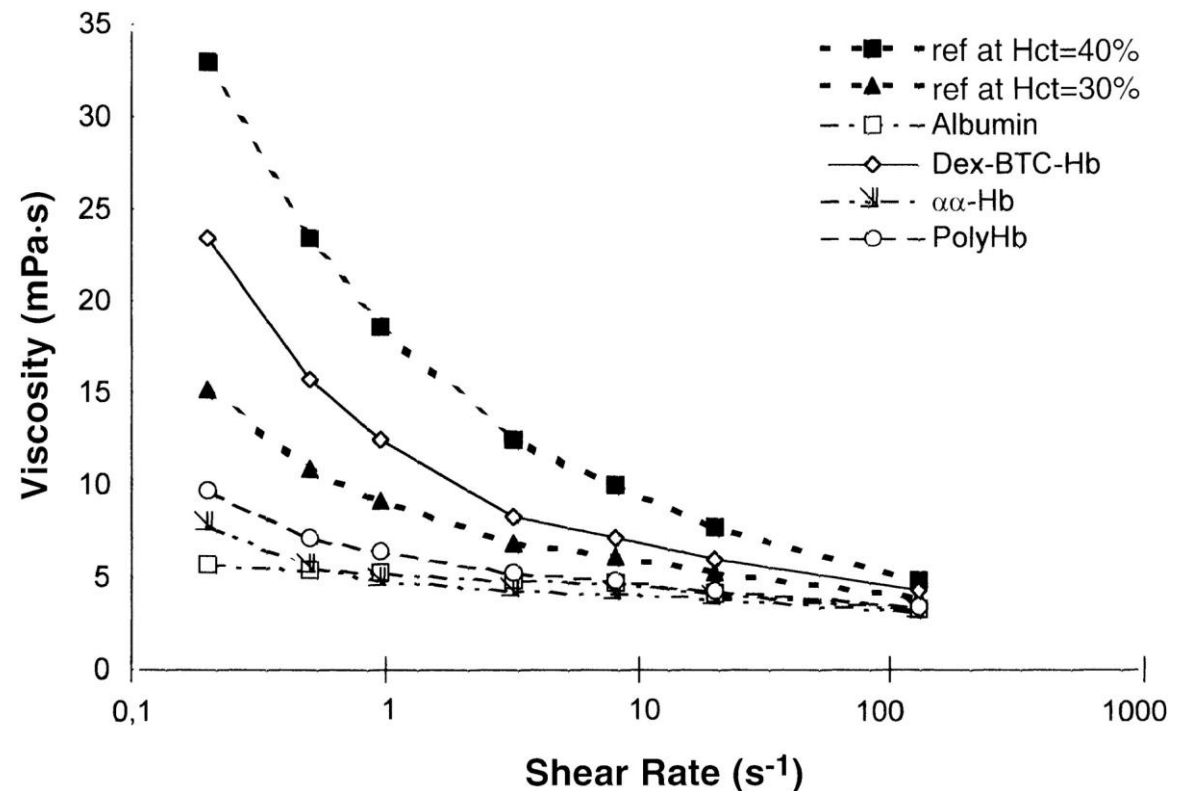 35
30
25
20
15
10
5
0
0,1
1
10
100
1000
Viscosity (mPa·s)
Shear Rate (s⁻¹)
ref at Hct=40%
ref at Hct=30%
Albumin
Dex-BTC-Hb
αα-Hb
PolyHb